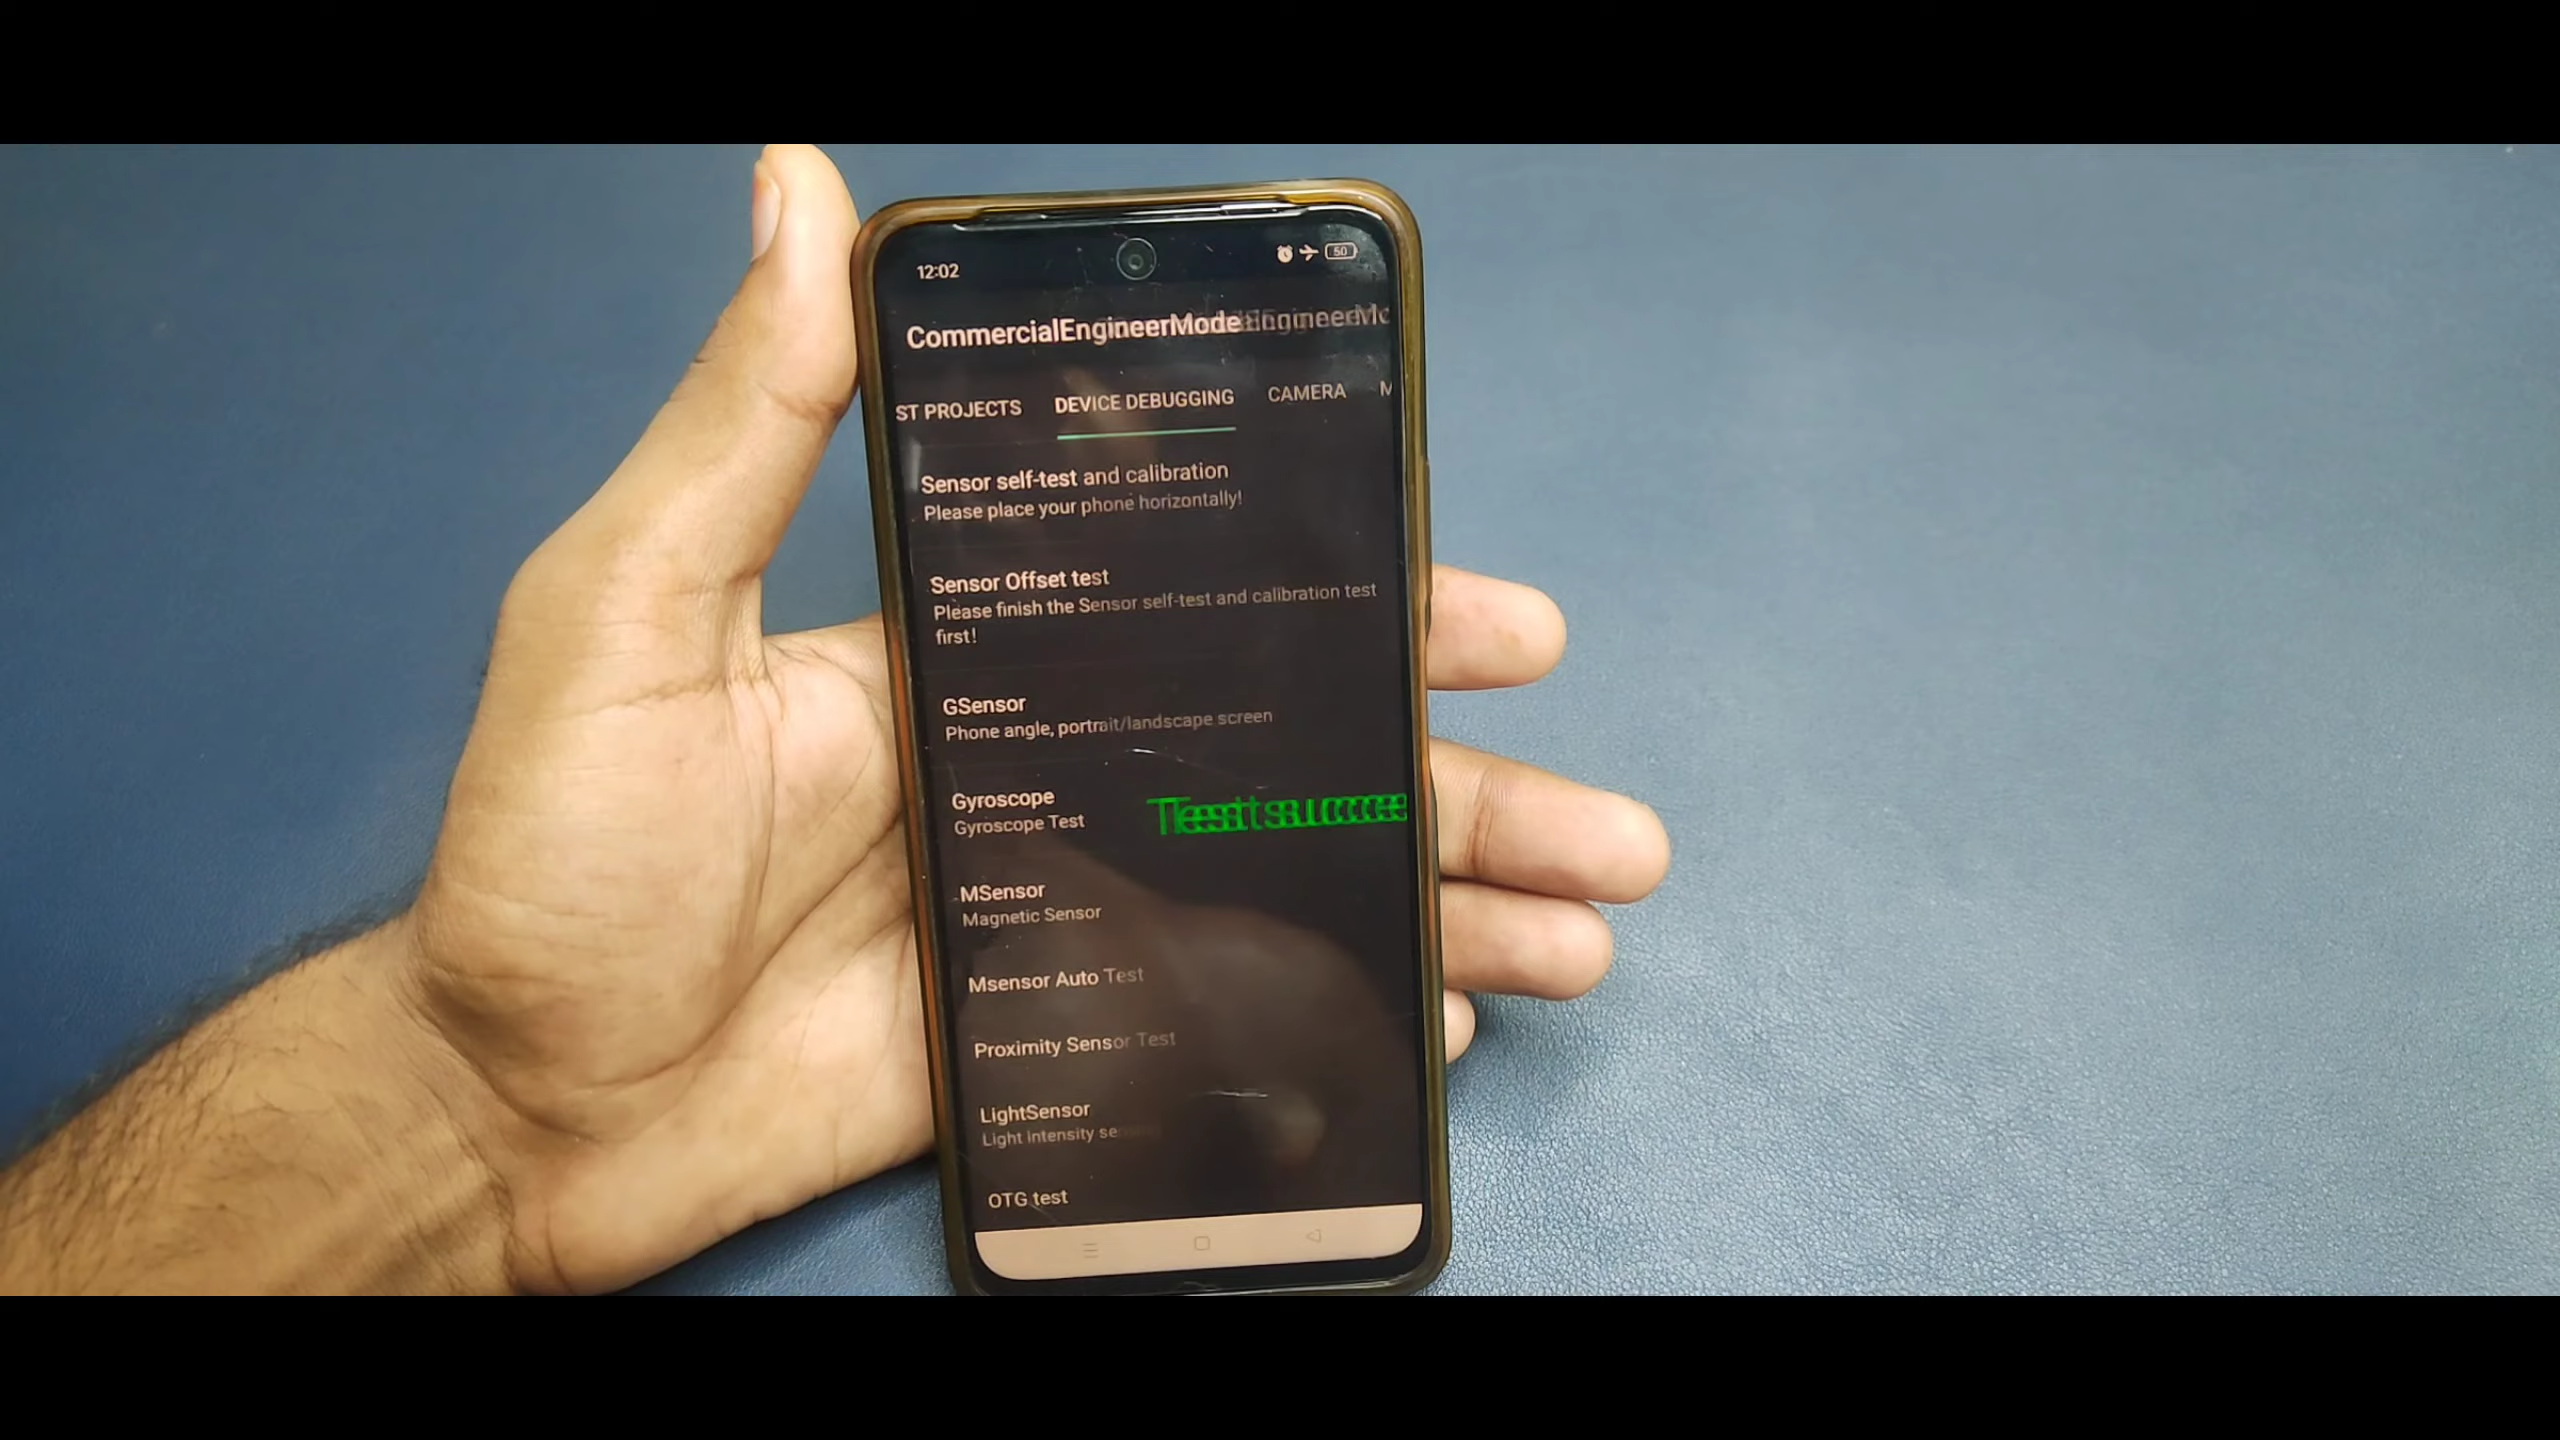 12:02
50
CommercialEngineerMode
ST PROJECTS DEVICE DEBUGGING CAMERA M
Sensor self-test and calibration
Please place your phone horizontally!
Sensor Offset test
Please finish the Sensor self-test and calibration test
first!
GSensor
Phone angle, portrait/landscape screen
Gyroscope
Gyroscope Test
MSensor
Magnetic Sensor
Msensor Auto Test
Proximity Sensor Test
LightSensor
Light intensity se
OTG test